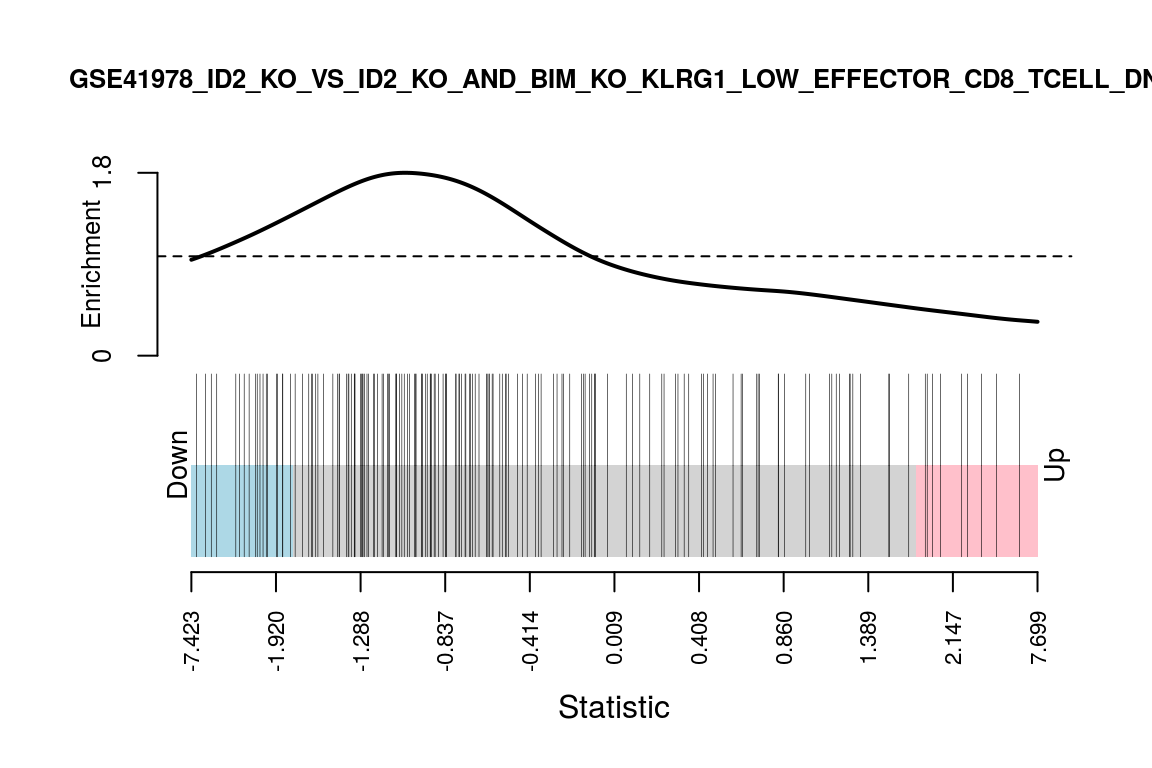 GSE41978_ID2_KO_VS_ID2_KO_AND_BIM_KO_KLRG1_LOW_EFFECTOR_CD8_TCELL_DN
Enrichment
1.8
0
Down
Up
-7.423 -1.920 -1.288 -0.837 -0.414 0.009 0.408 0.860 1.389 2.147 7.699
Statistic